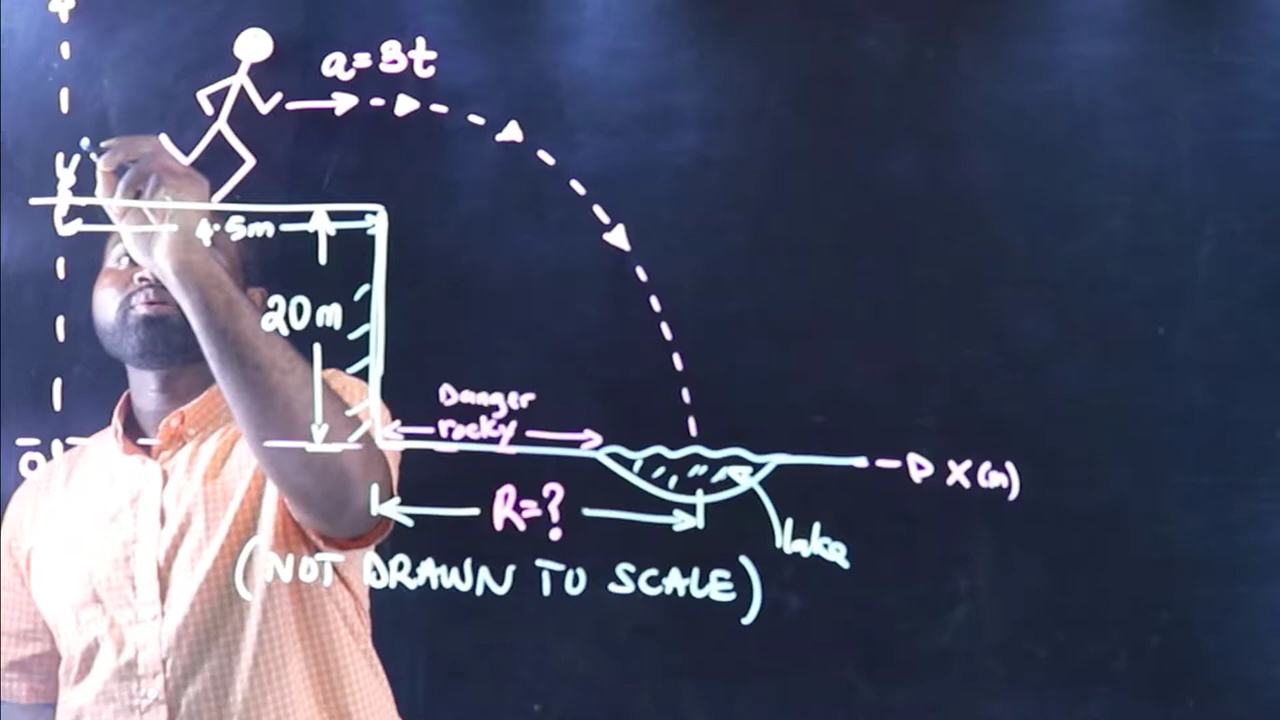 a=3t
4.5m
20m
Danger
rocky
X(m)
0
R=?
lake
(NOT DRAWN TO SCALE)